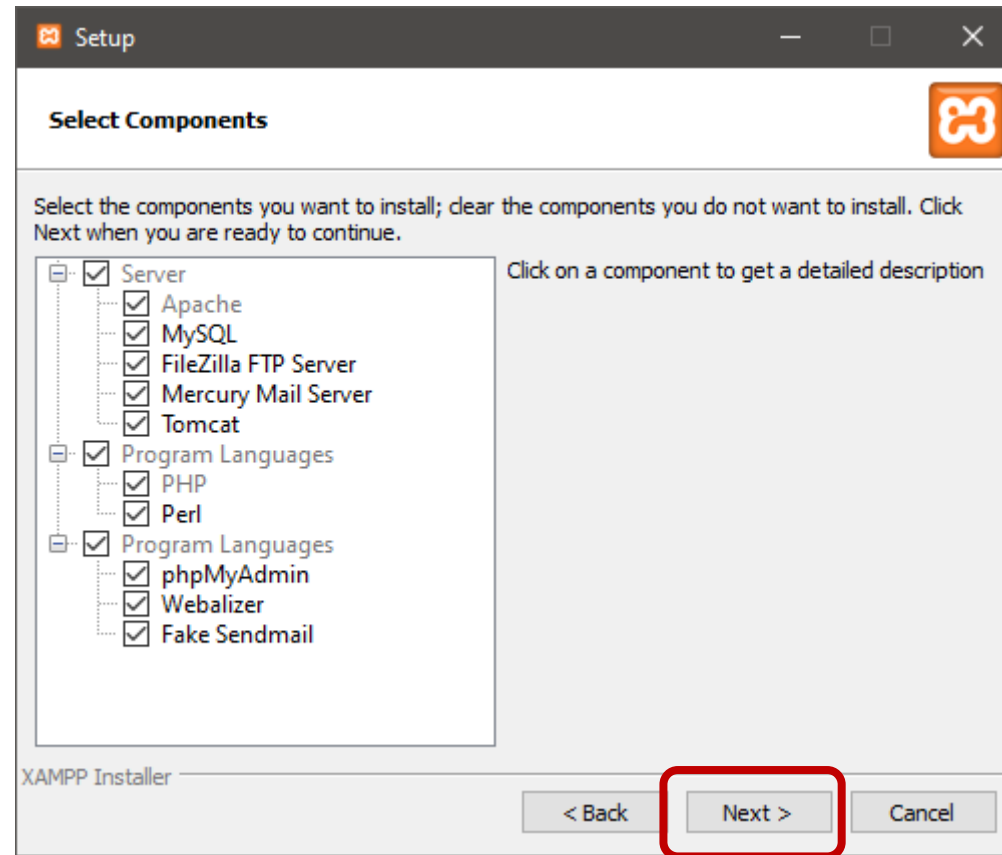 Setup
Select Components
Select the components you want to install; clear the components you do not want to install. Click
Next when you are ready to continue.
Server
Apache
MySQL
FileZilla FTP Server
Mercury Mail Server
Tomcat
Program Languages
PHP
Perl
Program Languages
phpMyAdmin
Webalizer
Fake Sendmail
Click on a component to get a detailed description
XAMPP Installer
< Back
Next >
Cancel